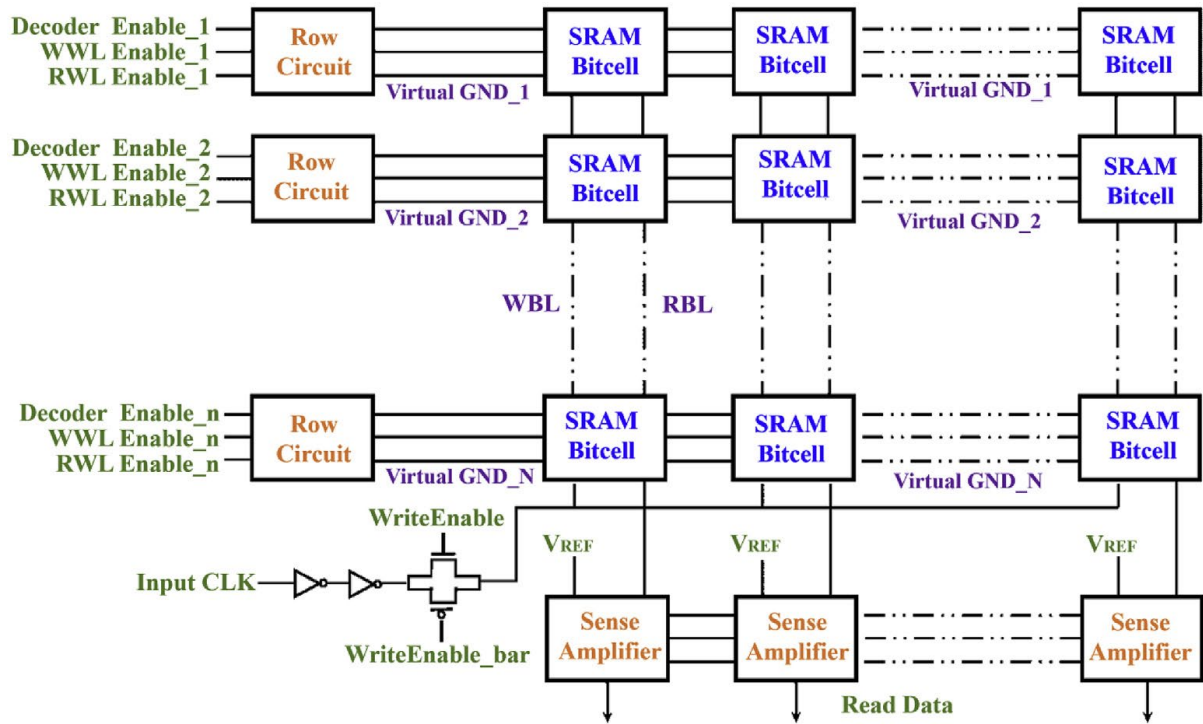 Decoder Enable_1
WWL Enable_1
RWL Enable_1
Row
Circuit
Virtual GND_1
SRAM
Bitcell
SRAM
Bitcell
Virtual GND_1
SRAM
Bitcell
Decoder Enable_2
WWL Enable_2
RWL Enable_2
Row
Circuit
Virtual GND_2
SRAM
Bitcell
SRAM
Bitcell
Virtual GND_2
SRAM
Bitcell
WBL
RBL
Decoder Enable_n
WWL Enable_n
RWL Enable_n
Row
Circuit
Virtual GND_N
SRAM
Bitcell
SRAM
Bitcell
Virtual GND_N
SRAM
Bitcell
WriteEnable
Input CLK
WriteEnable_bar
VREF
VREF
VREF
Sense
Amplifier
Sense
Amplifier
Sense
Amplifier
Read Data